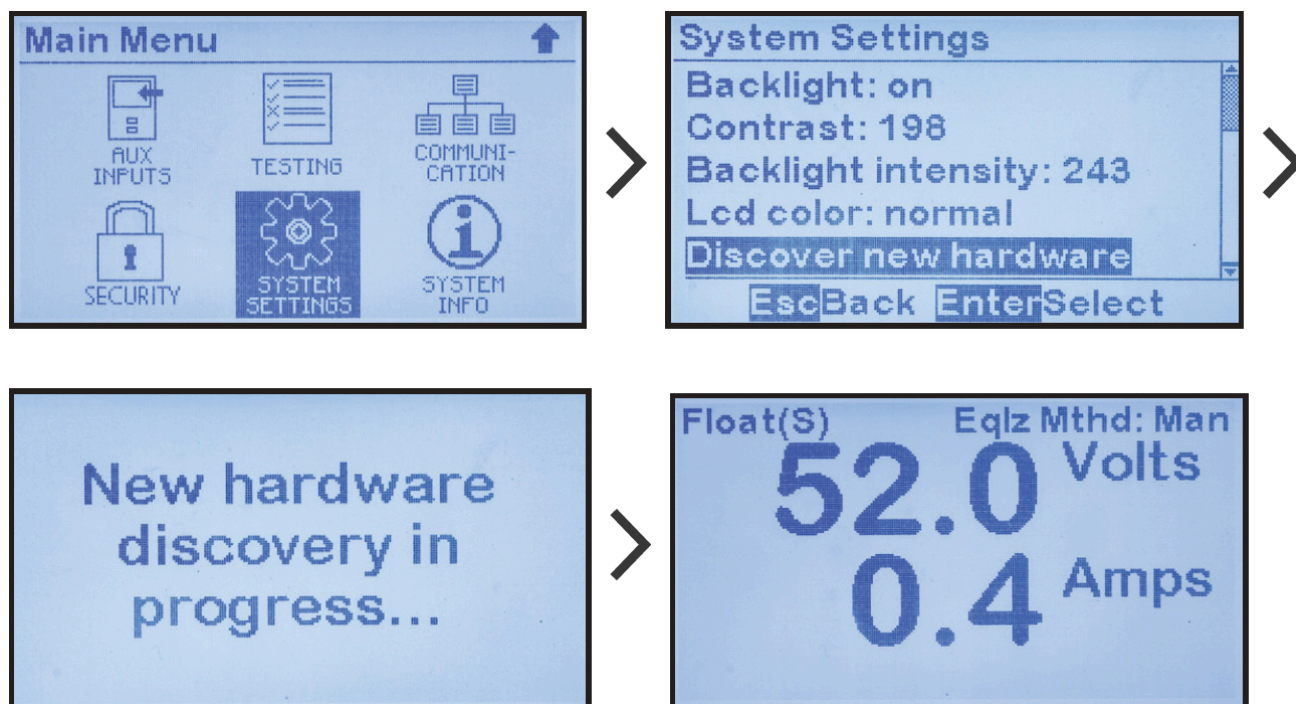 Main Menu
AUX
INPUTS
TESTING
COMMUNI-
CATION
SECURITY
SYSTEM
SETTINGS
SYSTEM
INFO
System Settings
Backlight: on
Contrast: 198
Backlight intensity: 243
Lcd color: normal
Discover new hardware
EscBack EnterSelect
New hardware
discovery in
progress...
Float(S) Eqlz Mthd: Man
52.0 Volts
0.4 Amps